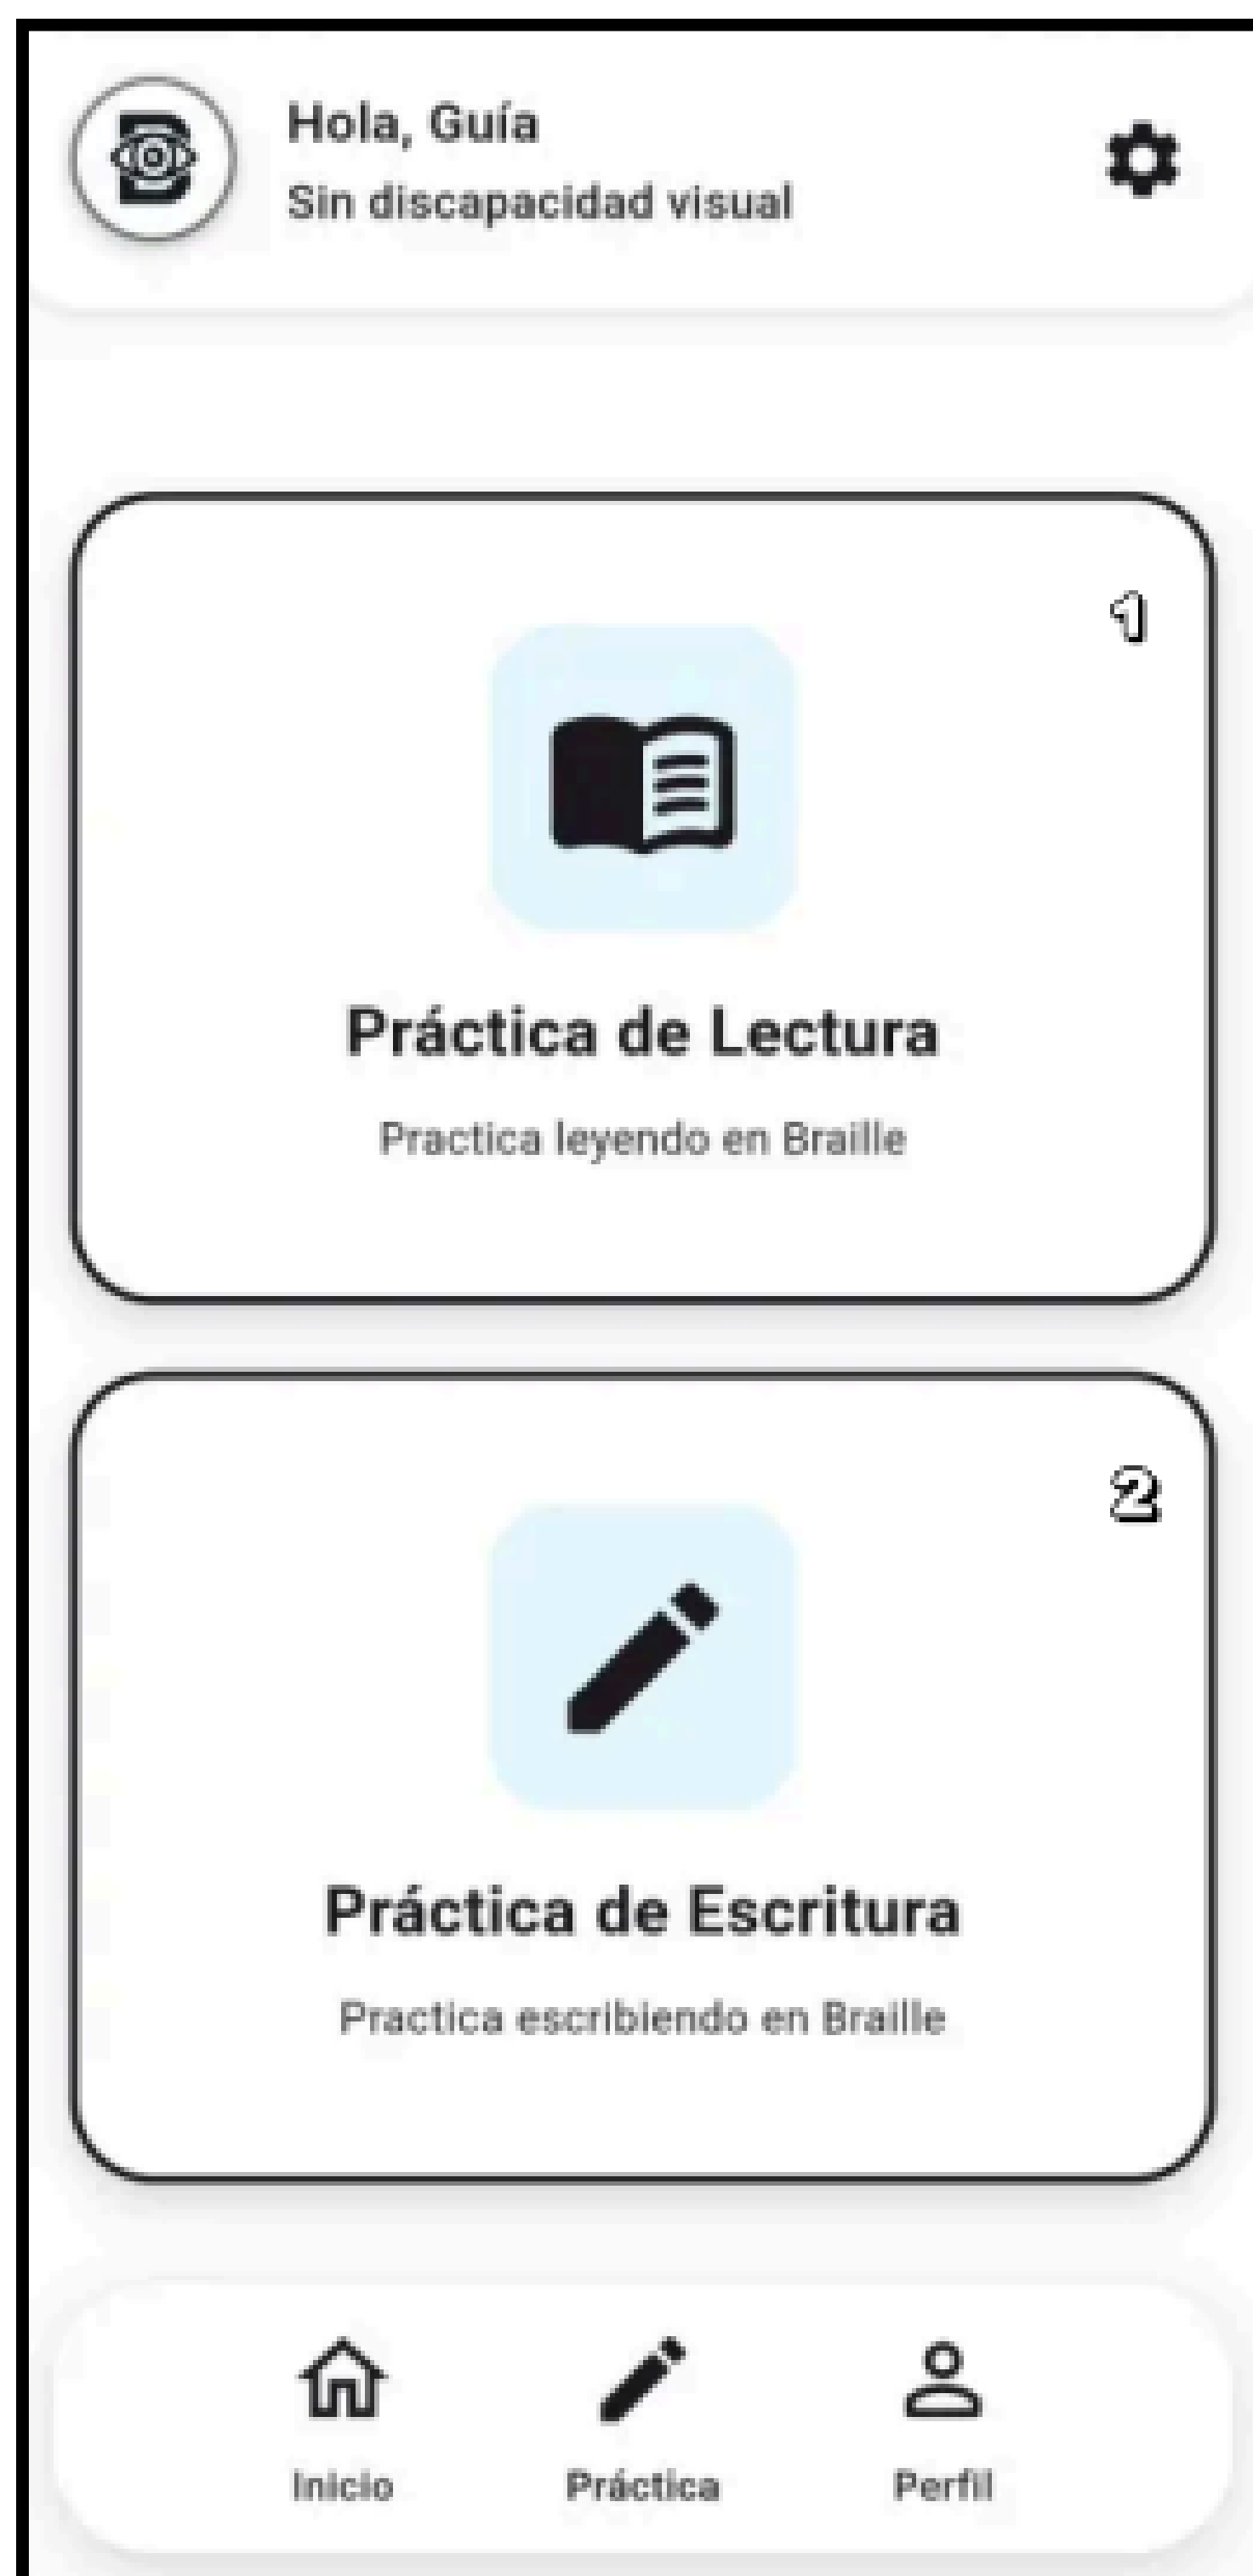 Hola, Guía
Sin discapacidad visual
1
Práctica de Lectura
Practica leyendo en Braille
2
Práctica de Escritura
Practica escribiendo en Braille
Inicio
Práctica
Perfil